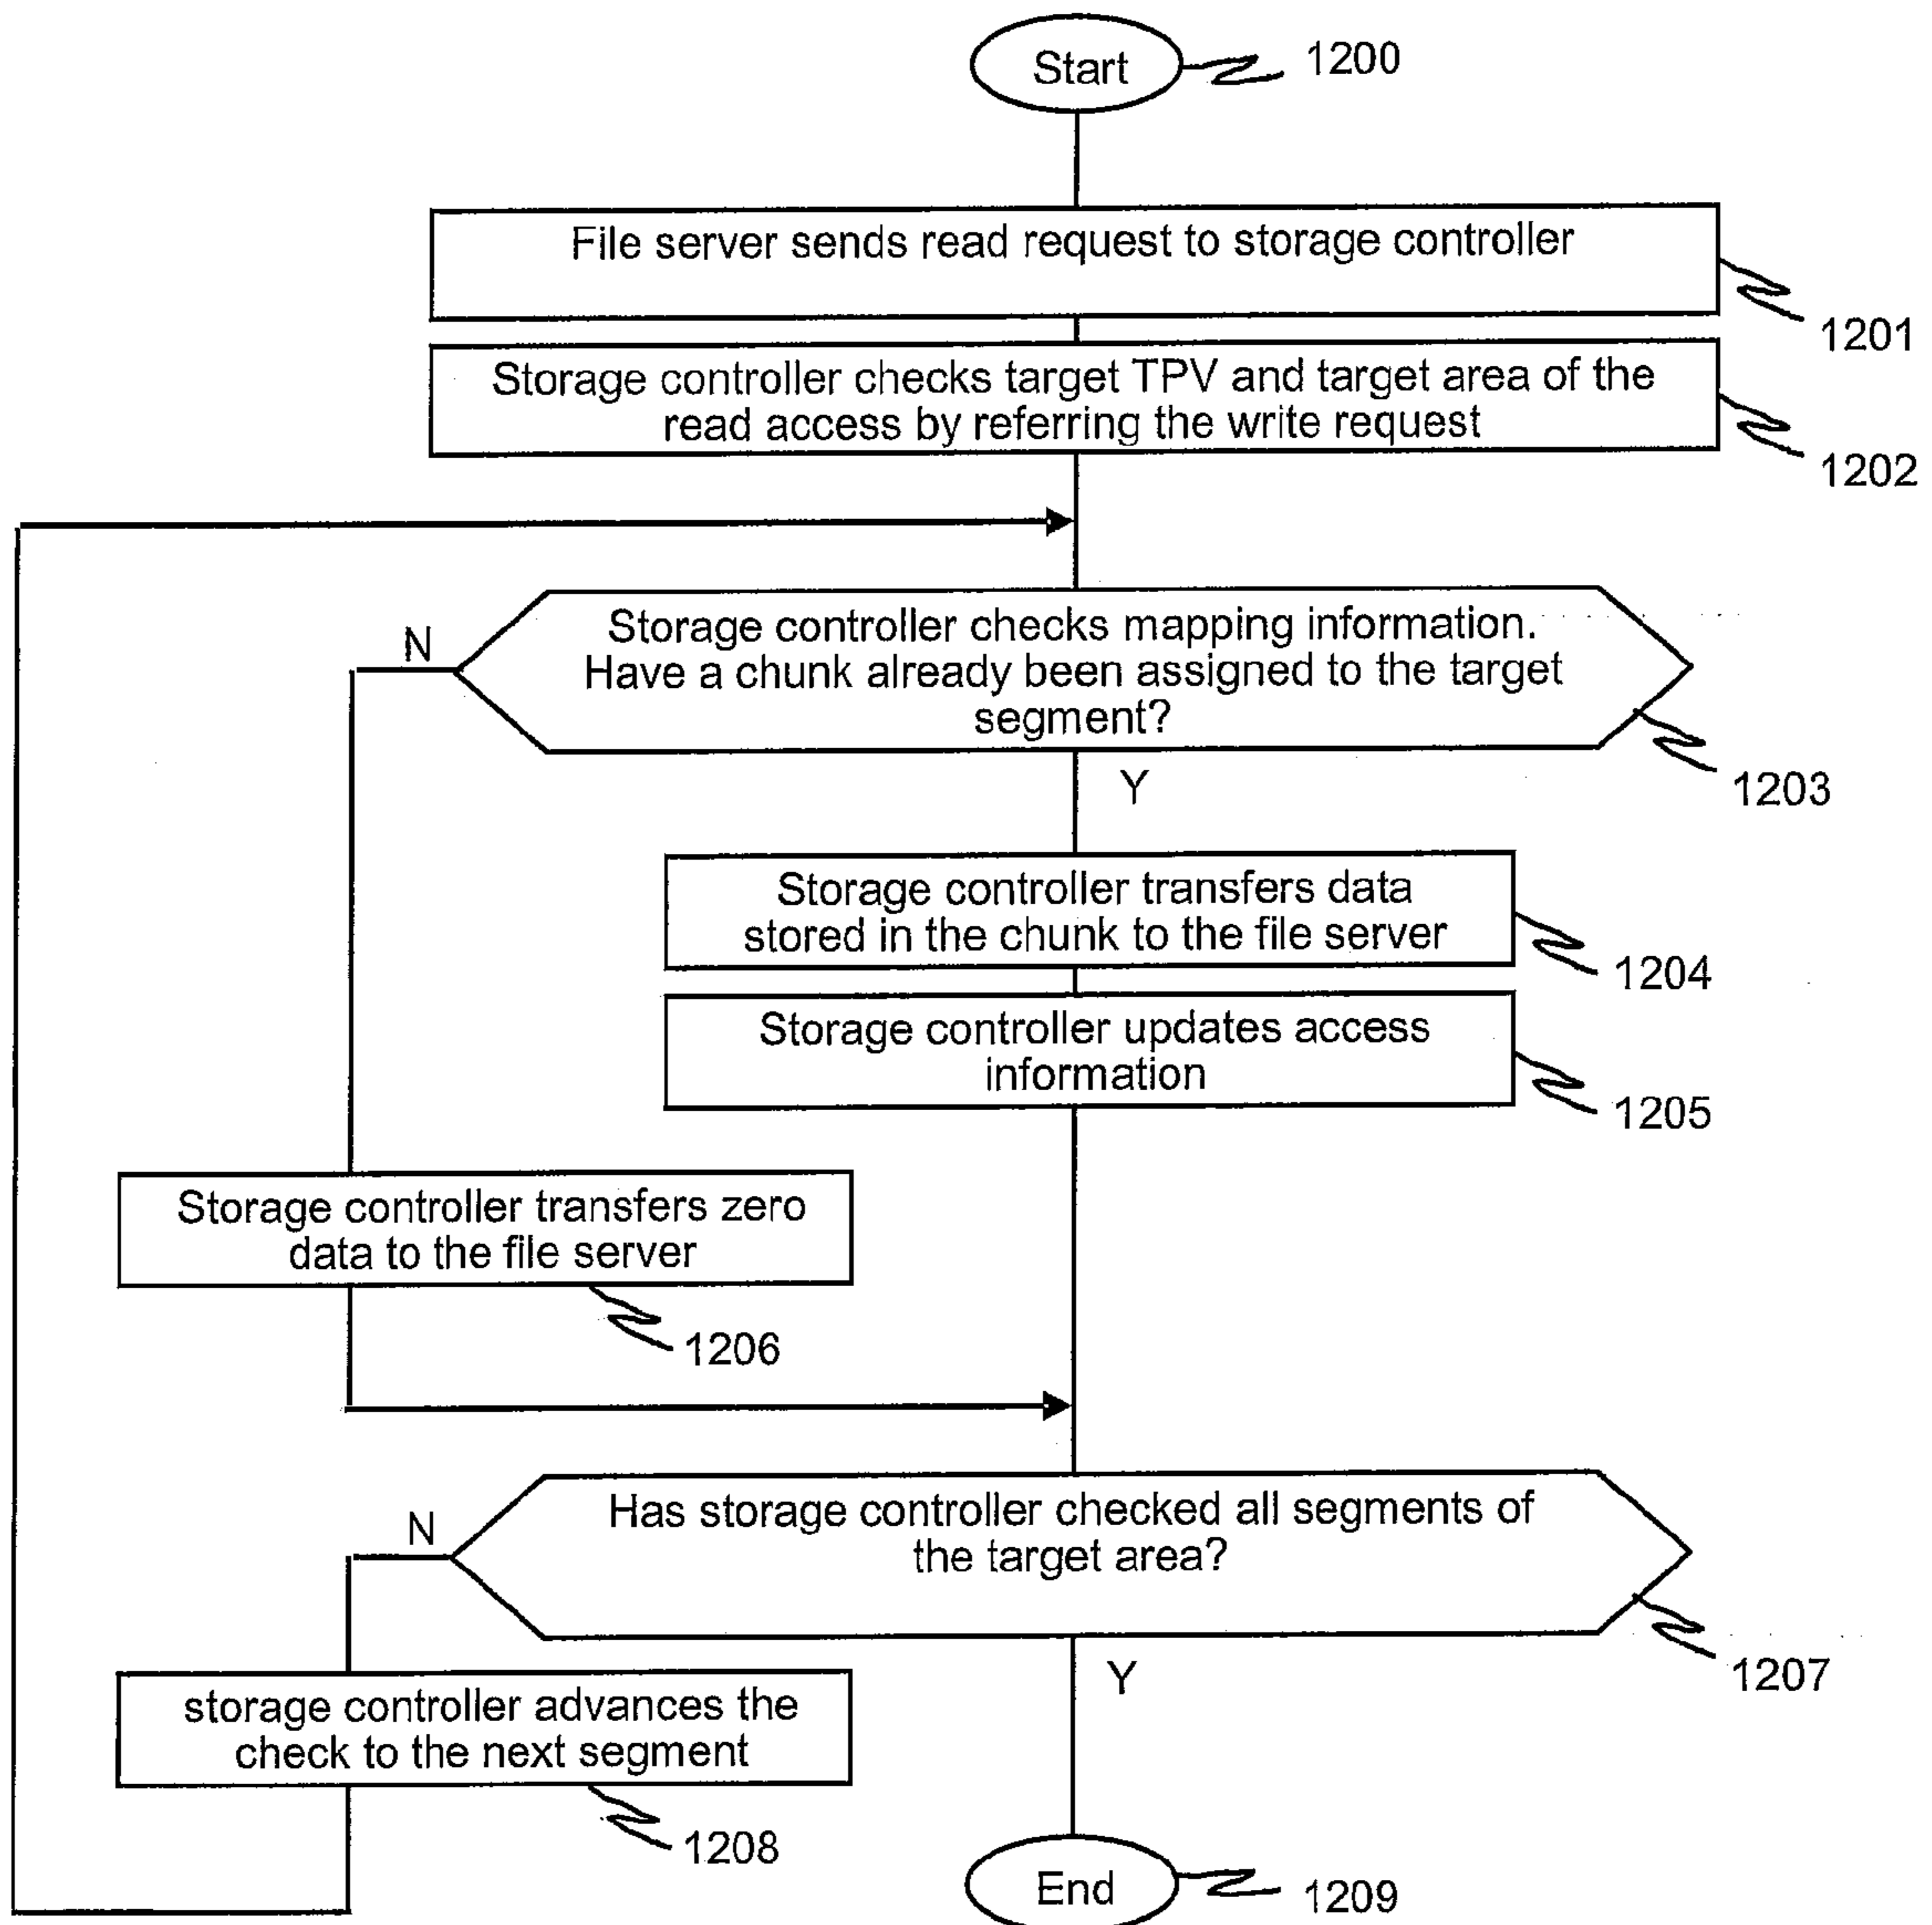 Start
1200
File server sends read request to storage controller
1201
Storage controller checks target TPV and target area of the
read access by referring the write request
1202
N
Storage controller checks mapping information.
Have a chunk already been assigned to the target
segment?
1203
Y
Storage controller transfers data
stored in the chunk to the file server
1204
Storage controller updates access
information
1205
Storage controller transfers zero
data to the file server
1206
N
Has storage controller checked all segments of
the target area?
1207
Y
storage controller advances the
check to the next segment
1208
End
1209